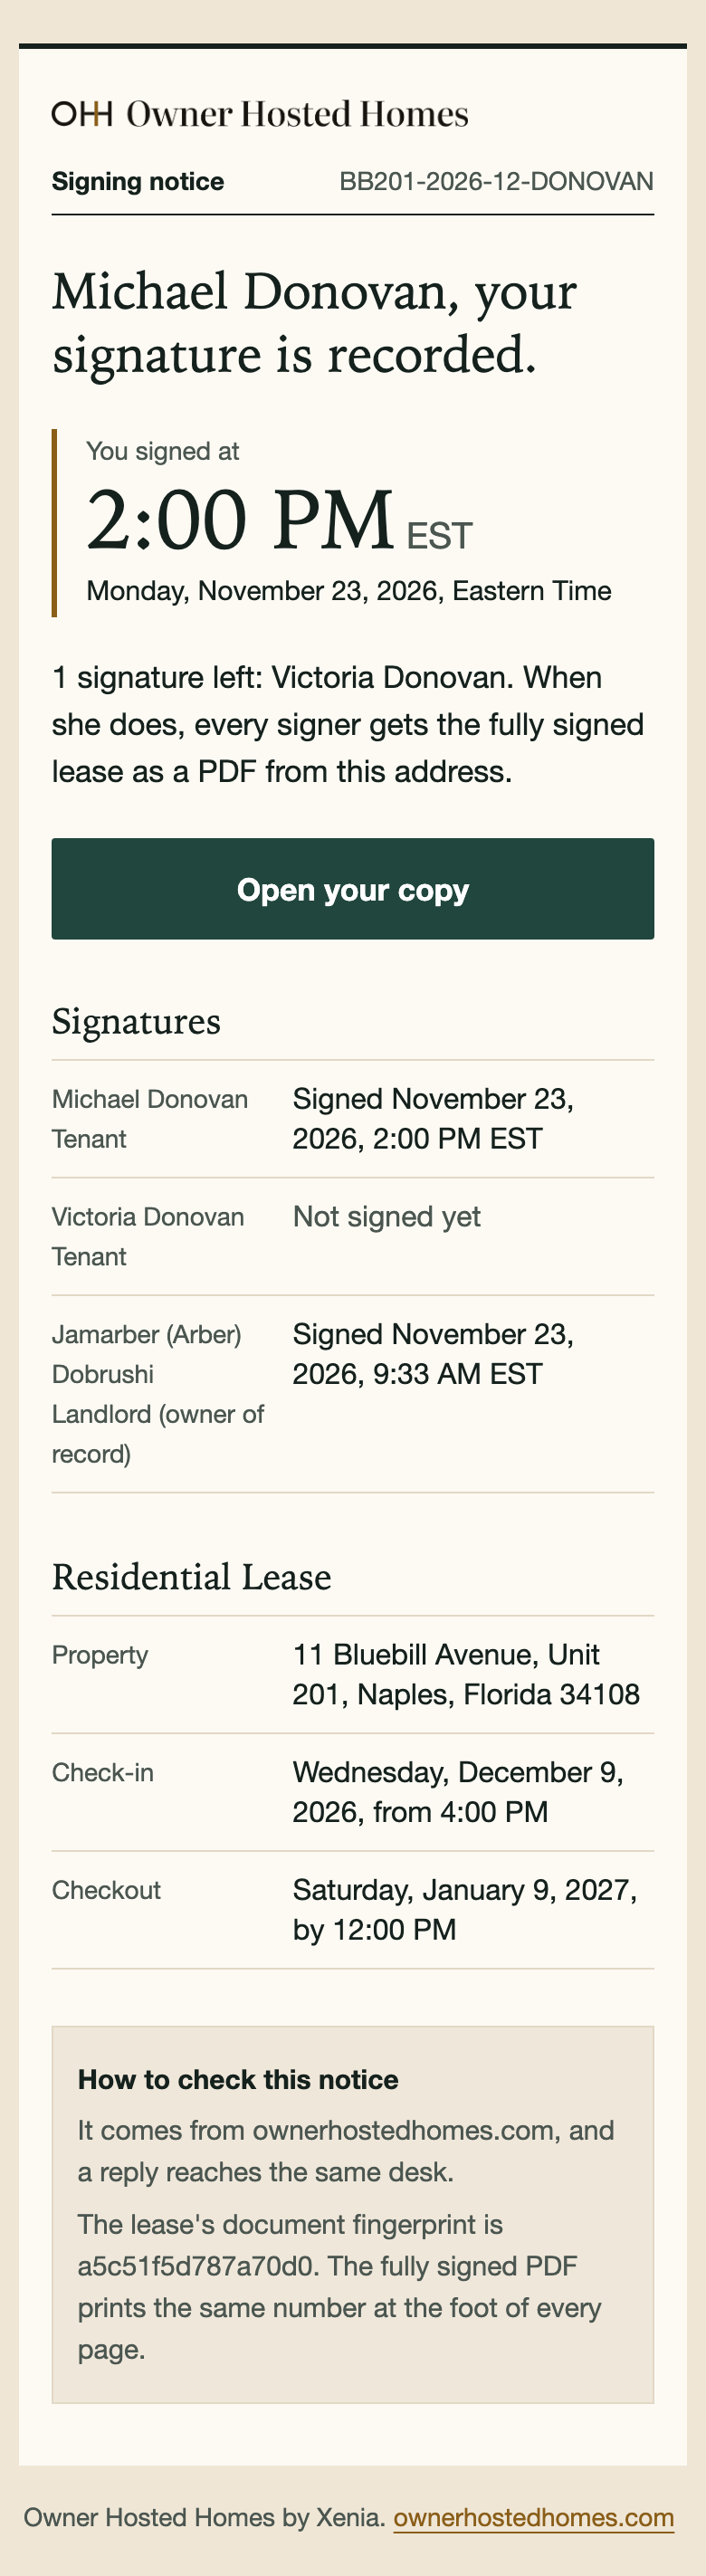 OHH Owner Hosted Homes
Signing notice BB201-2026-12-DONOVAN
Michael Donovan, your
signature is recorded.
You signed at
2:00 PM EST
Monday, November 23, 2026, Eastern Time
1 signature left: Victoria Donovan. When
she does, every signer gets the fully signed
lease as a PDF from this address.
Open your copy
Signatures
Michael Donovan
Tenant
Signed November 23,
2026, 2:00 PM EST
Victoria Donovan
Tenant
Not signed yet
Jamarber (Arber)
Dobrushi
Landlord (owner of
record)
Signed November 23,
2026, 9:33 AM EST
Residential Lease
Property
11 Bluebill Avenue, Unit
201, Naples, Florida 34108
Check-in
Wednesday, December 9,
2026, from 4:00 PM
Checkout
Saturday, January 9, 2027,
by 12:00 PM
How to check this notice
It comes from ownerhostedhomes.com, and
a reply reaches the same desk.
The lease's document fingerprint is
a5c51f5d787a70d0. The fully signed PDF
prints the same number at the foot of every
page.
Owner Hosted Homes by Xenia. ownerhostedhomes.com